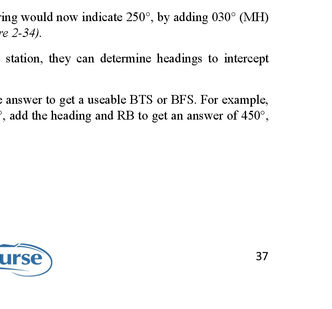 ring would now indicate 250°, by adding 030° (MH)
re 2-34).
station, they can determine headings to intercept
answer to get a useable BTS or BFS. For example,
°, add the heading and RB to get an answer of 450°,
urse
37